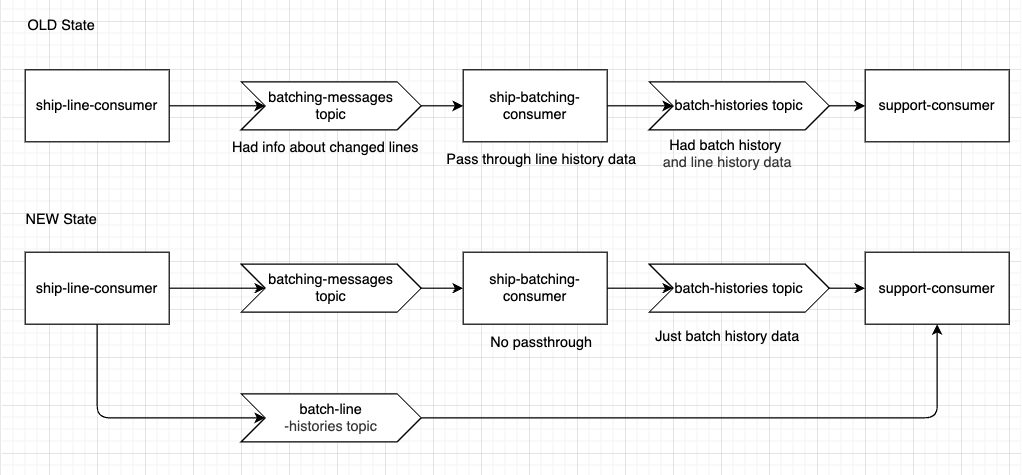 OLD State
ship-line-consumer
batching-messages
topic
ship-batching-
consumer
batch-histories topic
support-consumer
Had info about changed lines
Pass through line history data
Had batch history
and line history data
NEW State
ship-line-consumer
batching-messages
topic
ship-batching-
consumer
batch-histories topic
support-consumer
No passthrough
Just batch history data
batch-line
-histories topic